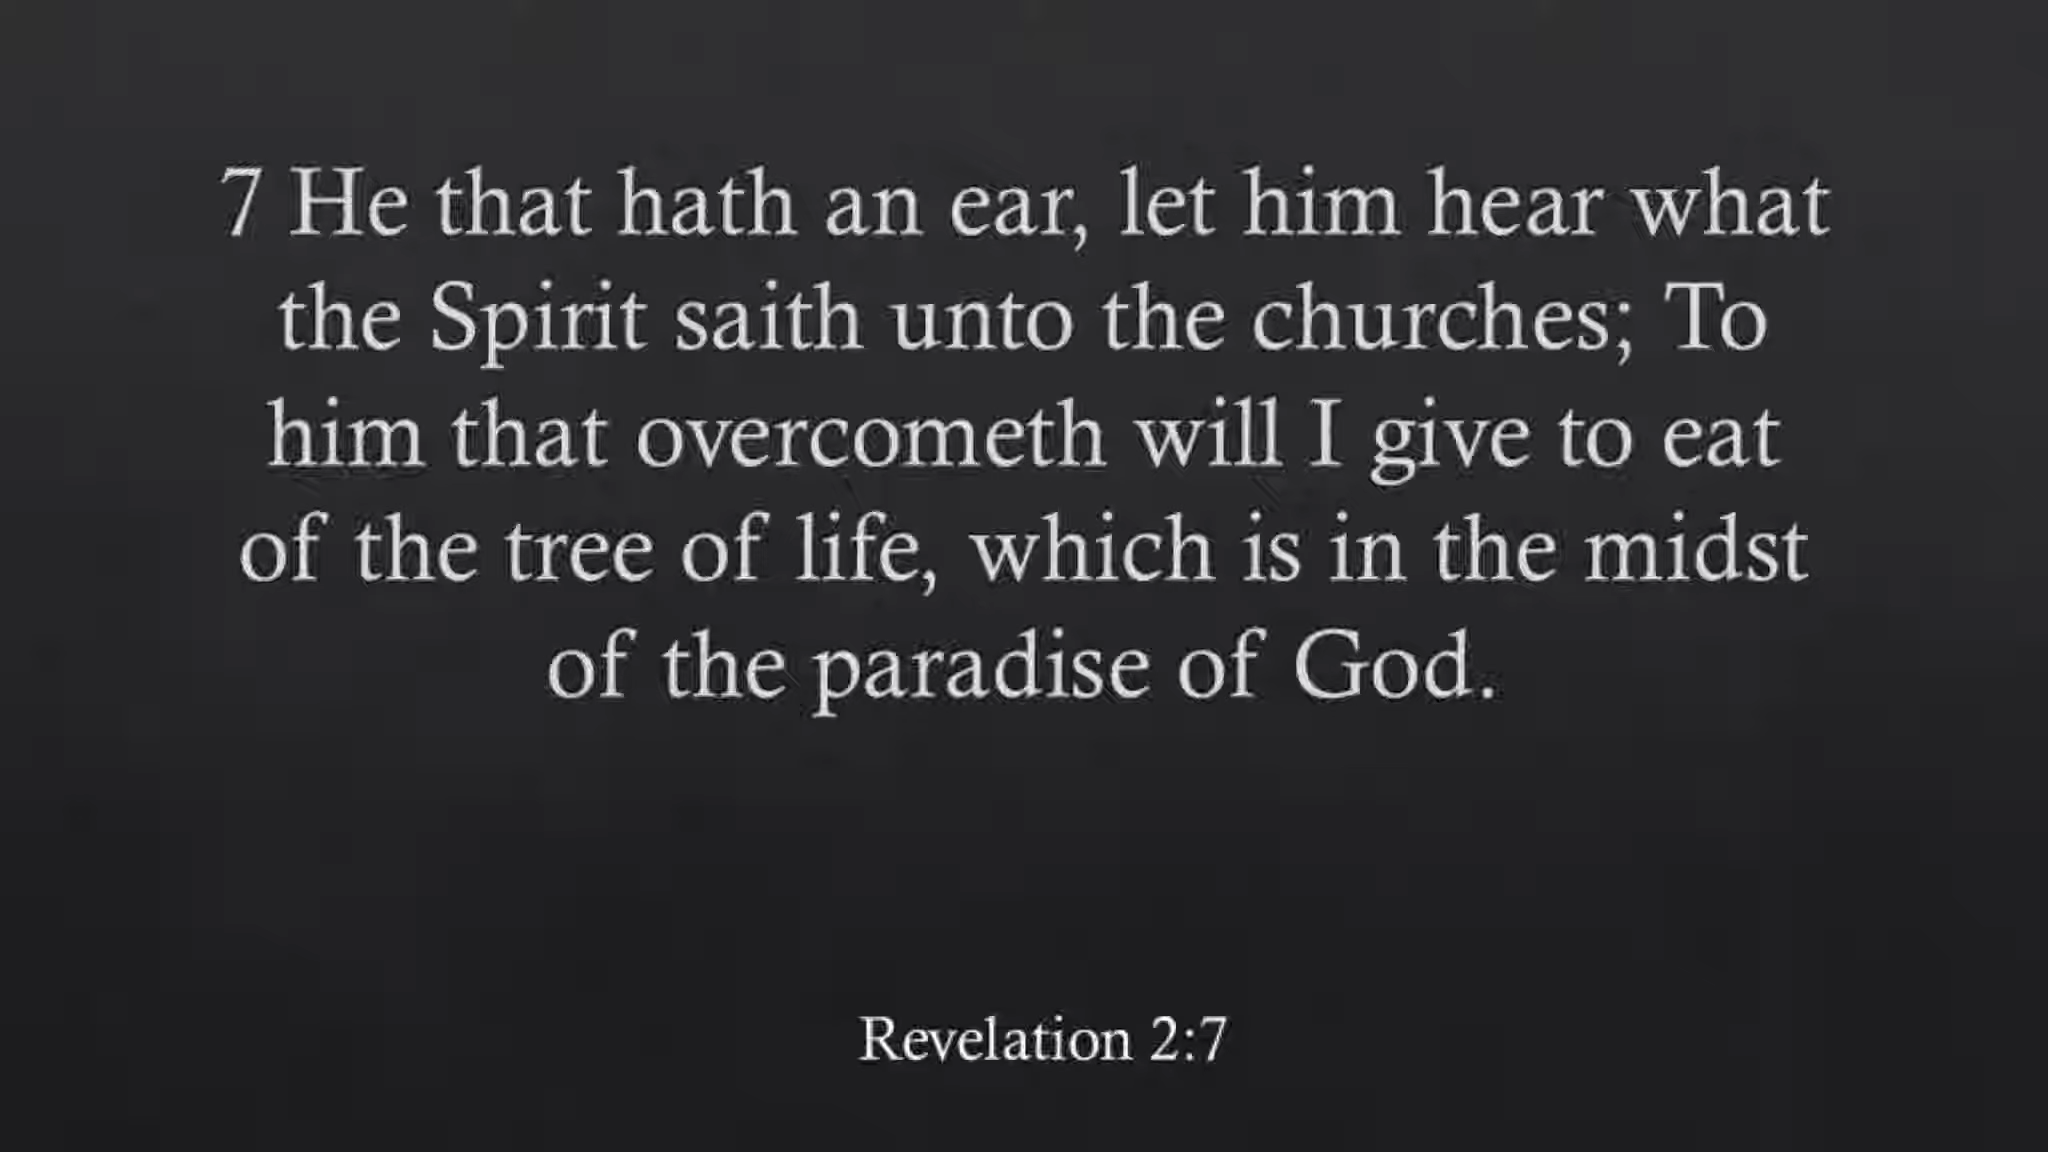 7 He that hath an ear, let him hear what
the Spirit saith unto the churches; To
him that overcometh will I give to eat
of the tree of life, which is in the midst
of the paradise of God.
Revelation 2:7